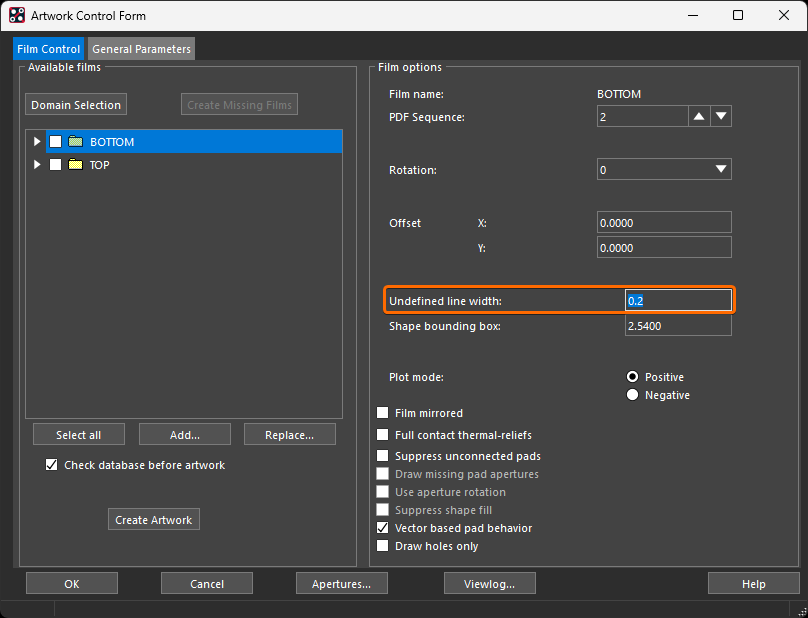 Artwork Control Form
Film Control
General Parameters
Available films
Domain Selection
Create Missing Films
BOTTOM
TOP
Select all
Add...
Replace...
Check database before artwork
Create Artwork
Film options
Film name: BOTTOM
PDF Sequence: 2
Rotation: 0
Offset X: 0.0000
Y: 0.0000
Undefined line width: 0.2
Shape bounding box: 2.5400
Plot mode: Positive
Negative
Film mirrored
Full contact thermal-reliefs
Suppress unconnected pads
Draw missing pad apertures
Use aperture rotation
Suppress shape fill
Vector based pad behavior
Draw holes only
OK
Cancel
Apertures...
Viewlog...
Help